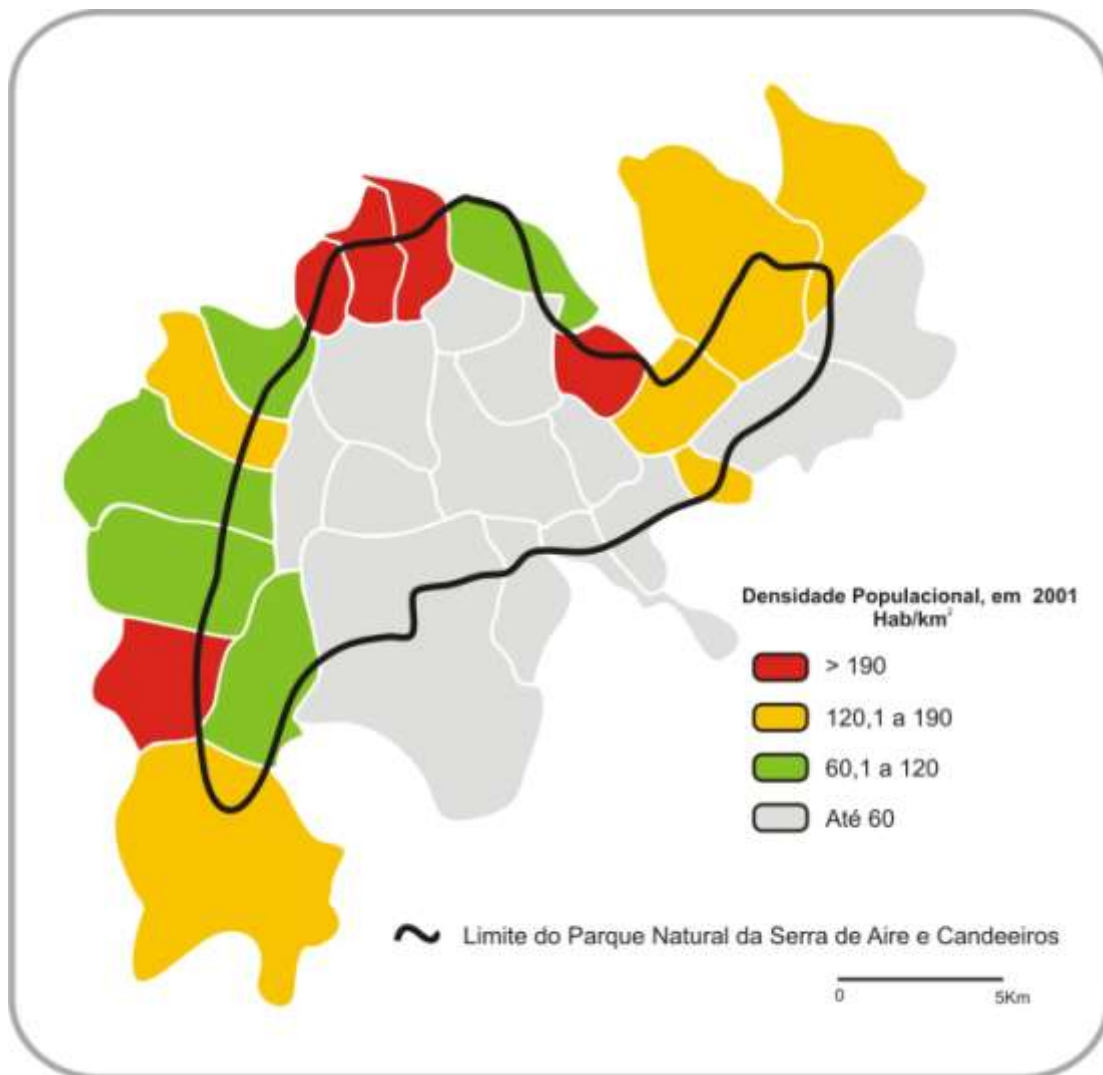 Densidade Populacional, em 2001
Hab/km²
> 190
120,1 a 190
60,1 a 120
Até 60
Limite do Parque Natural da Serra de Aire e Candeeiros
0 5Km